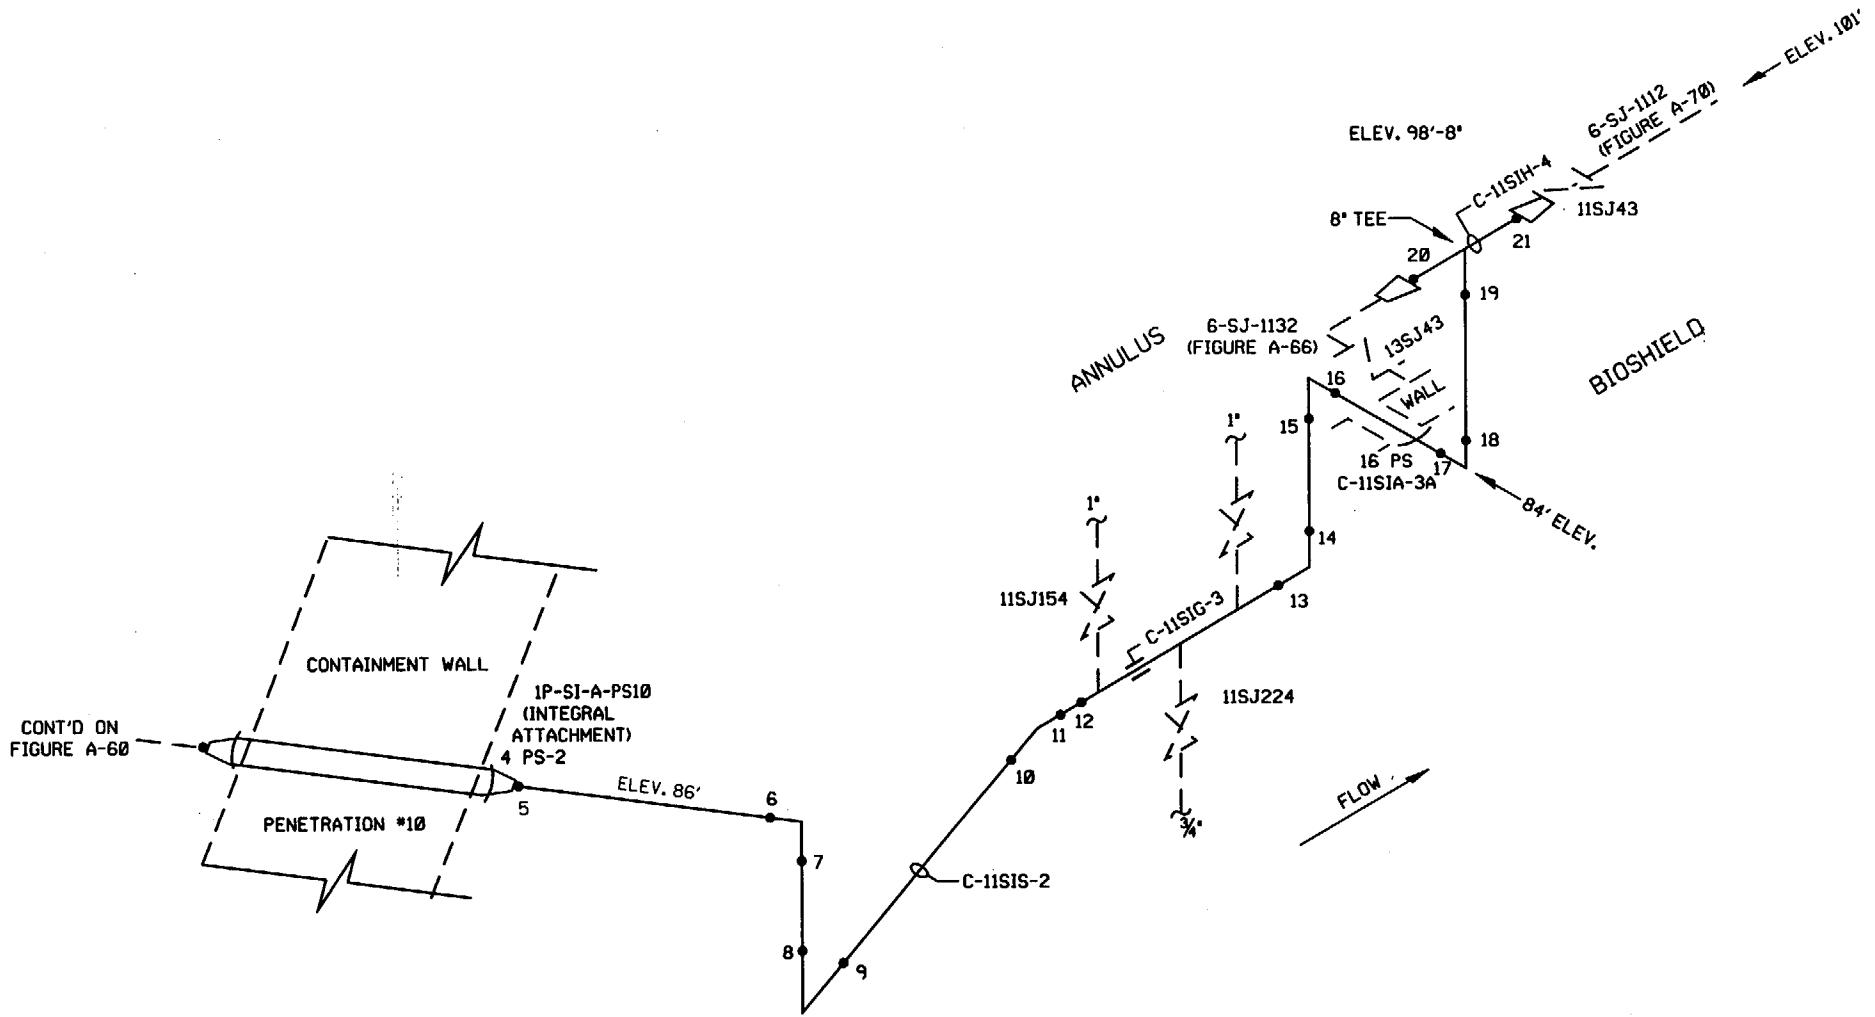 ELEV. 101'
6-SJ-1112
(FIGURE A-70)
ELEV. 98'-8"
C-11SIH-4
11SJ43
8" TEE
21
20
19
6-SJ-1132
(FIGURE A-66)
13SJ43
ANNULUS
BIOSHIELD
16
WALL
15
1"
18
16 PS
17
C-11SIA-3A
84' ELEV.
1"
14
11SJ154
13
C-11SIG-3
CONTAINMENT WALL
1P-SI-A-PS10
(INTEGRAL
ATTACHMENT)
4 PS-2
11SJ224
12
11
CONT'D ON
FIGURE A-60
10
ELEV. 86'
5
6
FLOW
PENETRATION #10
3/4"
7
C-11SIS-2
8
9